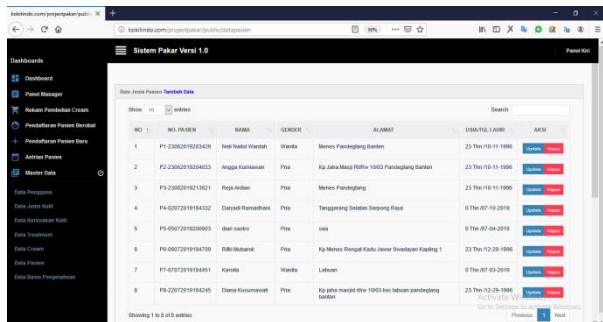 kokitindo.com/projectpakar/public
kokitindo.com/projectpakar/public/datapasien
90%
Sistem Pakar Versi 1.0
Panel Kiri
Dashboards
Dashboard
Panel Manager
Rekam Pembelian Cream
Pendaftaran Pasien Berobat
Pendaftaran Pasien Baru
Antrian Pasien
Master Data
Data Pengguna
Data Jenis Kulit
Data Kerusakan Kulit
Data Treatment
Data Cream
Data Pasien
Data Basis Pengetahuan
Data Jenis Pasien Tambah Data
Show 10 entries
Search:
NO NO. PASIEN NAMA GENDER ALAMAT USIA/TGL LAHIR AKSI
1 P1-23062019203429 Neli Nailul Wardah Wanita Menes Pandeglang Banten 23 Thn /10-11-1996 Update Hapus
2 P2-23062019204033 Angga Kurniawan Pria Kp Jaha Masji Rt/Rw 10/03 Pandeglang Banten 23 Thn /10-11-1996 Update Hapus
3 P3-23062019213621 Reja Ardian Pria Menes Pandeglang 23 Thn /10-11-1996 Update Hapus
4 P4-02072019184332 Daryadi Ramadhani Pria Tanggerang Selatan Serpong Raya 0 Thn /07-10-2019 Update Hapus
5 P5-05072019200903 dian sastro Pria 0 Thn /07-04-2019 Update Hapus
6 P6-06072019194709 Rifki Mubarok Pria Kp Menes Rengat Kadu Jawer Swadayan Kapling 1 23 Thn /12-29-1996 Update Hapus
7 P7-07072019184451 Kamila Wanita Labuan 0 Thn /07-03-2019 Update Hapus
8 P8-22072019184245 Diana Kusumawati Pria Kp jaha masjid rt/rw 10/03 kec labuan pandeglang banten 23 Thn /12-29-1996 Update Hapus
Showing 1 to 8 of 8 entries
Previous 1 Next
Activate Windows
Go to Settings to activate Windows.